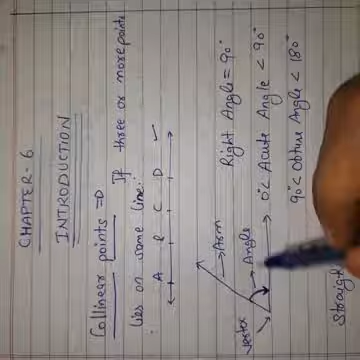 CHAPTER-6
INTRODUCTION
Collinear points => If three or more points
lies on same line.
A B C D ✓
Arm
Right Angle = 90°
Angle
Vertex
0° < Acute Angle < 90°
90° < Obtuse Angle < 180°
Straight